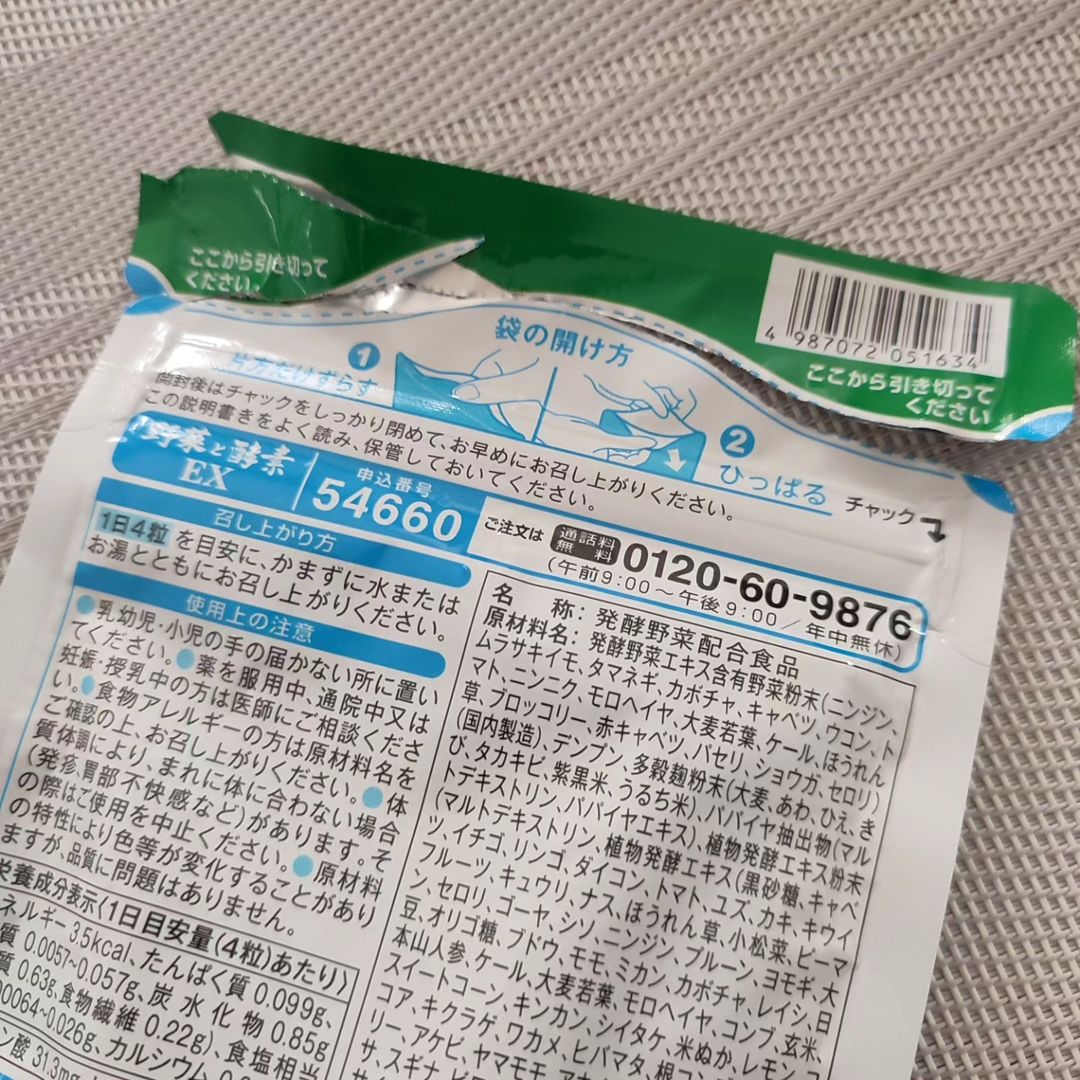 ここから引き切って
ください。
4 987072 051634
ここから引き切って
ください
袋の開け方
1
片方だけずらす
2
ひっぱる
チャック
開封後はチャックをしっかり閉めて、お早めにお召し上がりください。
この説明書きをよく読み、保管しておいてください。
野菜と酵素
EX
申込番号
54660
ご注文は
通話料
無料
0120-60-9876
(午前9:00～午後9:00/年中無休)
召し上がり方
1日4粒を目安に、かまずに水または
お湯とともにお召し上がりください。
使用上の注意
●乳幼児・小児の手の届かない所に置い
てください。●薬を服用中、通院中又は
妊娠・授乳中の方は医師にご相談くださ
い。●食物アレルギーの方は原材料名を
ご確認の上、お召し上がりください。●体
質体調により、まれに体に合わない場合
(発疹、胃部不快感など)があります。そ
の際はご使用を中止ください。●原材料
の特性により色等が変化することがあり
ますが、品質に問題はありません。
栄養成分表示〈1日目安量(4粒)あたり〉
ネルギー 3.5kcal、たんぱく質 0.099g、
質 0.0057~0.057g、炭水化物 0.85g
質 0.63g、食物繊維 0.22g)、食塩相当
0064~0.026g、カルシウム
ン酸 31.3mg
名 称:発酵野菜配合食品
原材料名:発酵野菜エキス含有野菜粉末(ニンジン、
ムラサキイモ、タマネギ、カボチャ、キャベツ、ウコン、ト
マト、ニンニク、モロヘイヤ、大麦若葉、ケール、ほうれん
草、ブロッコリー、赤キャベツ、パセリ、ショウガ、セロリ)
(国内製造)、デンプン、多穀麹粉末(大麦、あわ、ひえ、き
び、タカキビ、紫黒米、うるち米)、パパイヤ抽出物(マル
トデキストリン、パパイヤエキス)、植物発酵エキス粉末
(マルトデキストリン、植物発酵エキス(黒砂糖、キャベ
ツ、イチゴ、リンゴ、ダイコン、トマト、ユズ、カキ、キウイ
フルーツ、キュウリ、ナス、ほうれん草、小松菜、ピーマ
ン、セロリ、ゴーヤ、シソ、ニンジン、プルーン、ヨモギ、大
豆、オリゴ糖、ブドウ、モモ、ミカン、カボチャ、レイシ、日
本山人参、ケール、大麦若葉、モロヘイヤ、コンブ、玄米、
スイートコーン、キンカン、シイタケ、米ぬか、レモン、
コア、キクラゲ、ワカメ、ヒバマタ、根コン
リー、アケビ、ヤマモモ
サ、スギナ